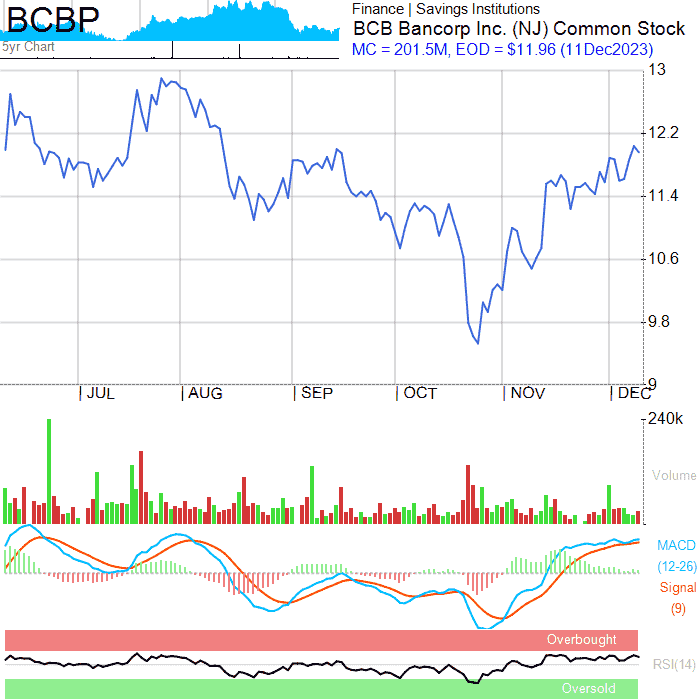 BCBP
5yr Chart
Finance | Savings Institutions
BCB Bancorp Inc. (NJ) Common Stock
MC = 201.5M, EOD = $11.96 (11Dec2023)
13
12.2
11.4
10.6
9.8
9
JUL
AUG
SEP
OCT
NOV
DEC
240k
Volume
MACD
(12-26)
Signal
(9)
Overbought
RSI(14)
Oversold